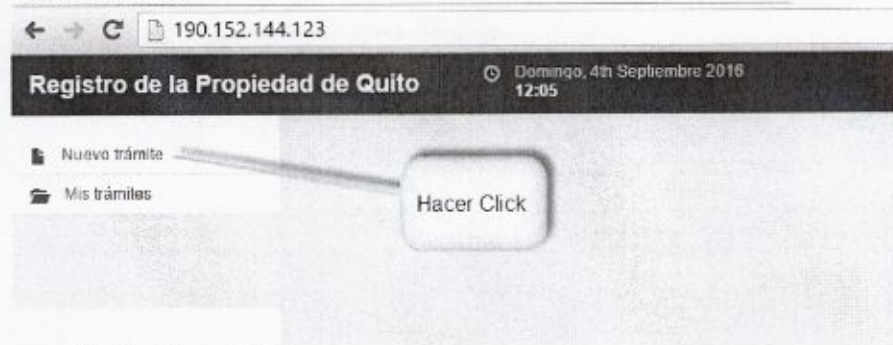 190.152.144.123
Registro de la Propiedad de Quito
Domingo, 4th Septiembre 2016
12:05
Nuevo trámite
Mis trámites
Hacer Click